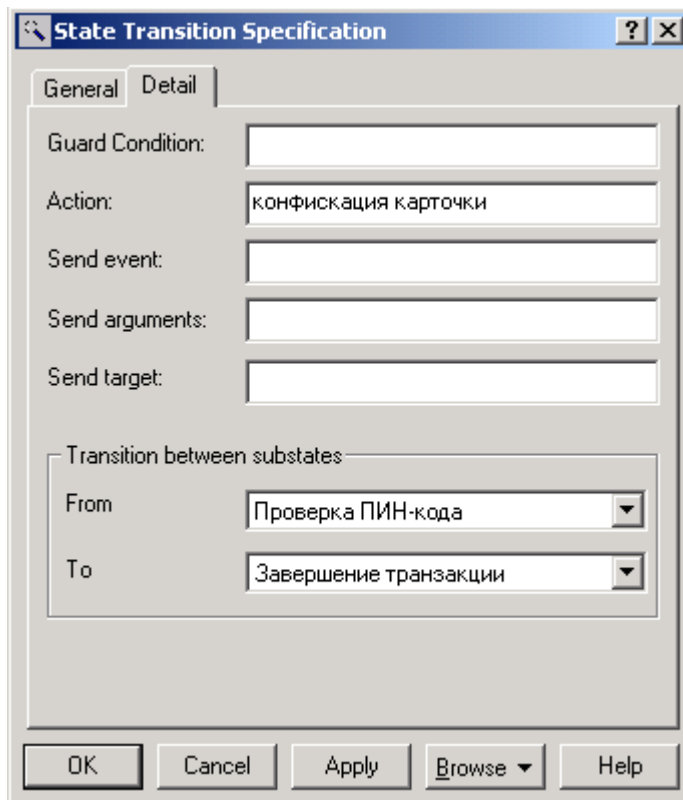 State Transition Specification
General Detail
Guard Condition:
Action: конфискация карточки
Send event:
Send arguments:
Send target:
Transition between substates
From Проверка ПИН-кода
To Завершение транзакции
OK Cancel Apply Browse Help